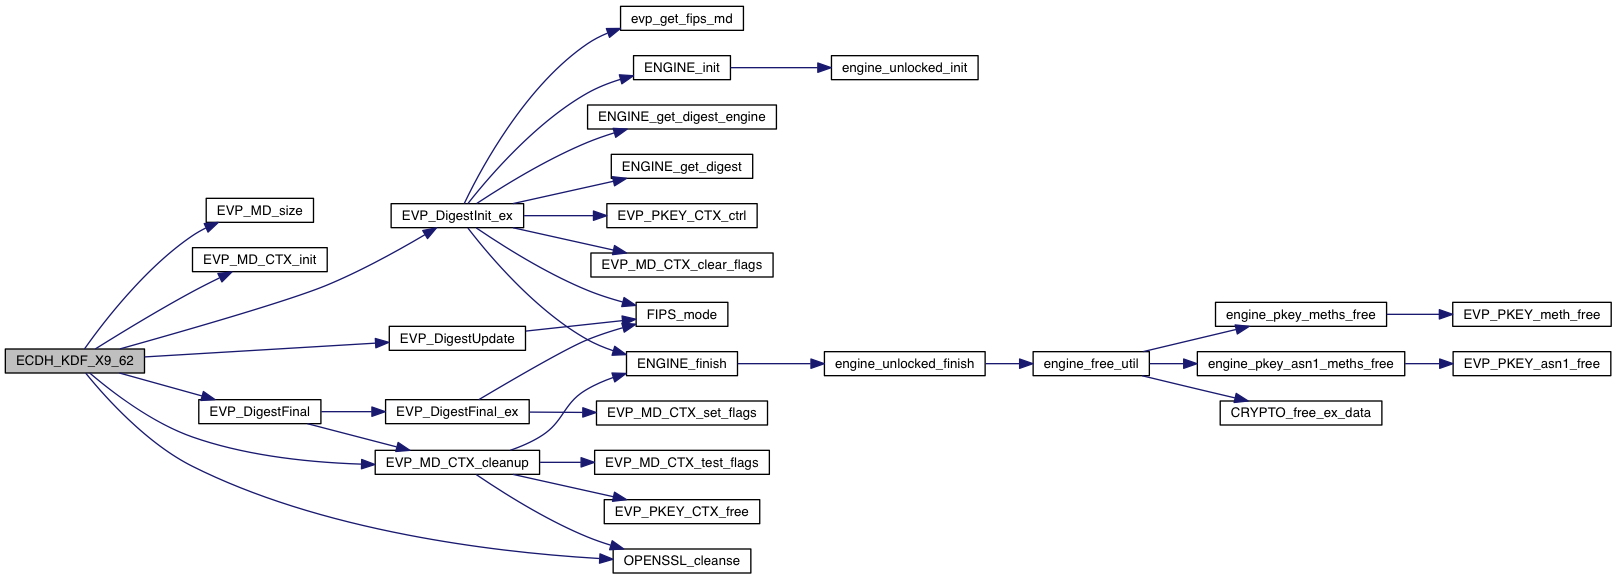 evp_get_fips_md
ENGINE_init
engine_unlocked_init
ENGINE_get_digest_engine
ENGINE_get_digest
EVP_MD_size
EVP_DigestInit_ex
EVP_PKEY_CTX_ctrl
EVP_MD_CTX_init
EVP_MD_CTX_clear_flags
FIPS_mode
engine_pkey_meths_free
EVP_PKEY_meth_free
EVP_DigestUpdate
ECDH_KDF_X9_62
ENGINE_finish
engine_unlocked_finish
engine_free_util
engine_pkey_asn1_meths_free
EVP_PKEY_asn1_free
EVP_DigestFinal
EVP_DigestFinal_ex
EVP_MD_CTX_set_flags
CRYPTO_free_ex_data
EVP_MD_CTX_cleanup
EVP_MD_CTX_test_flags
EVP_PKEY_CTX_free
OPENSSL_cleanse